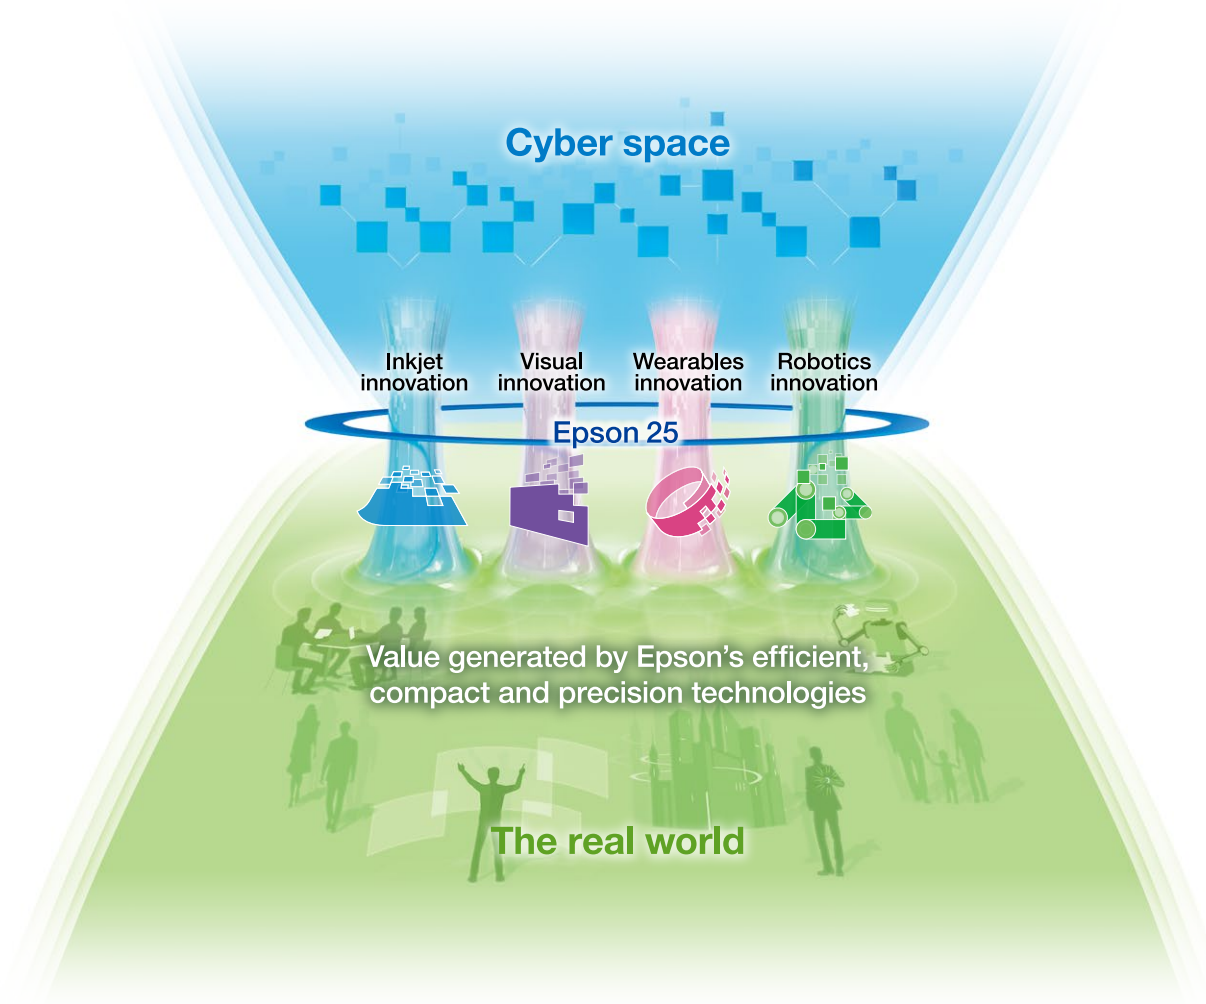 Cyber space
Inkjet
innovation
Visual
innovation
Wearables
innovation
Robotics
innovation
Epson 25
Value generated by Epson’s efficient,
compact and precision technologies
The real world